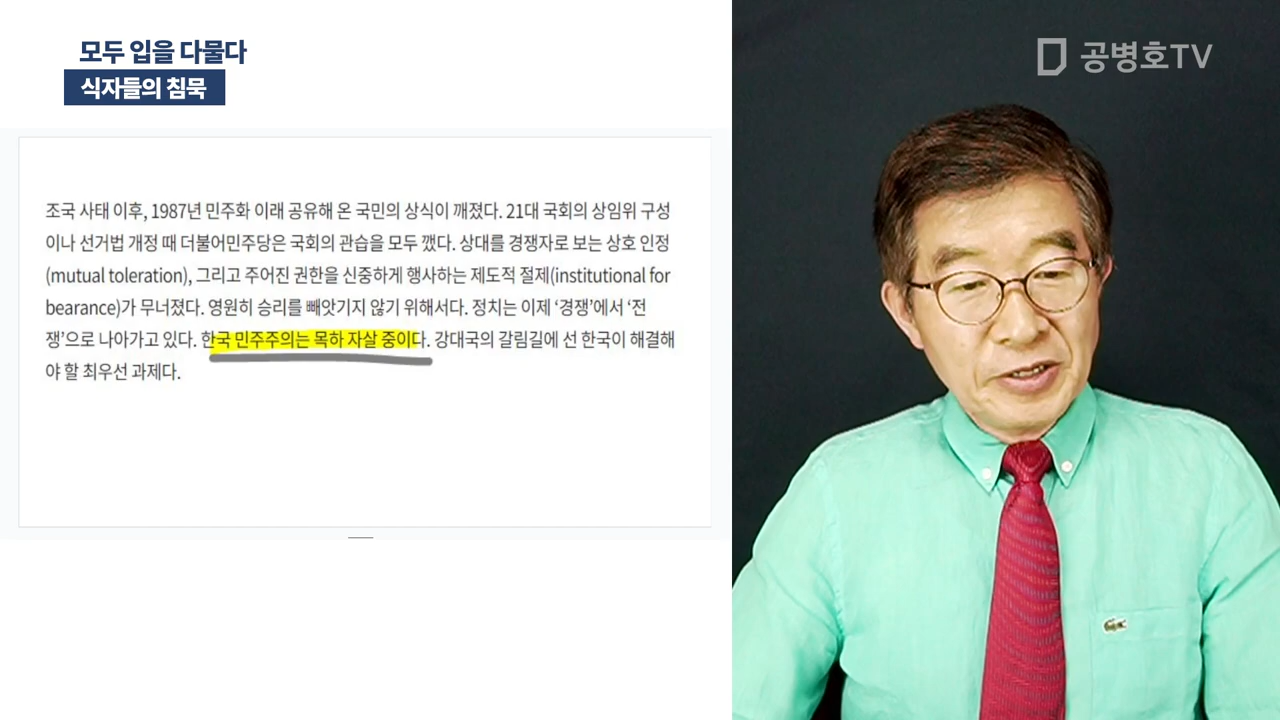 모두 입을 다물다
식자들의 침묵
공병호TV
조국 사태 이후, 1987년 민주화 이래 공유해 온 국민의 상식이 깨졌다. 21대 국회의 상임위 구성
이나 선거법 개정 때 더불어민주당은 국회의 관습을 모두 깼다. 상대를 경쟁자로 보는 상호 인정
(mutual toleration), 그리고 주어진 권한을 신중하게 행사하는 제도적 절제(institutional for
bearance)가 무너졌다. 영원히 승리를 빼앗기지 않기 위해서다. 정치는 이제 ‘경쟁’에서 ‘전
쟁’으로 나아가고 있다. 한국 민주주의는 목하 자살 중이다. 강대국의 갈림길에 선 한국이 해결해
야 할 최우선 과제다.